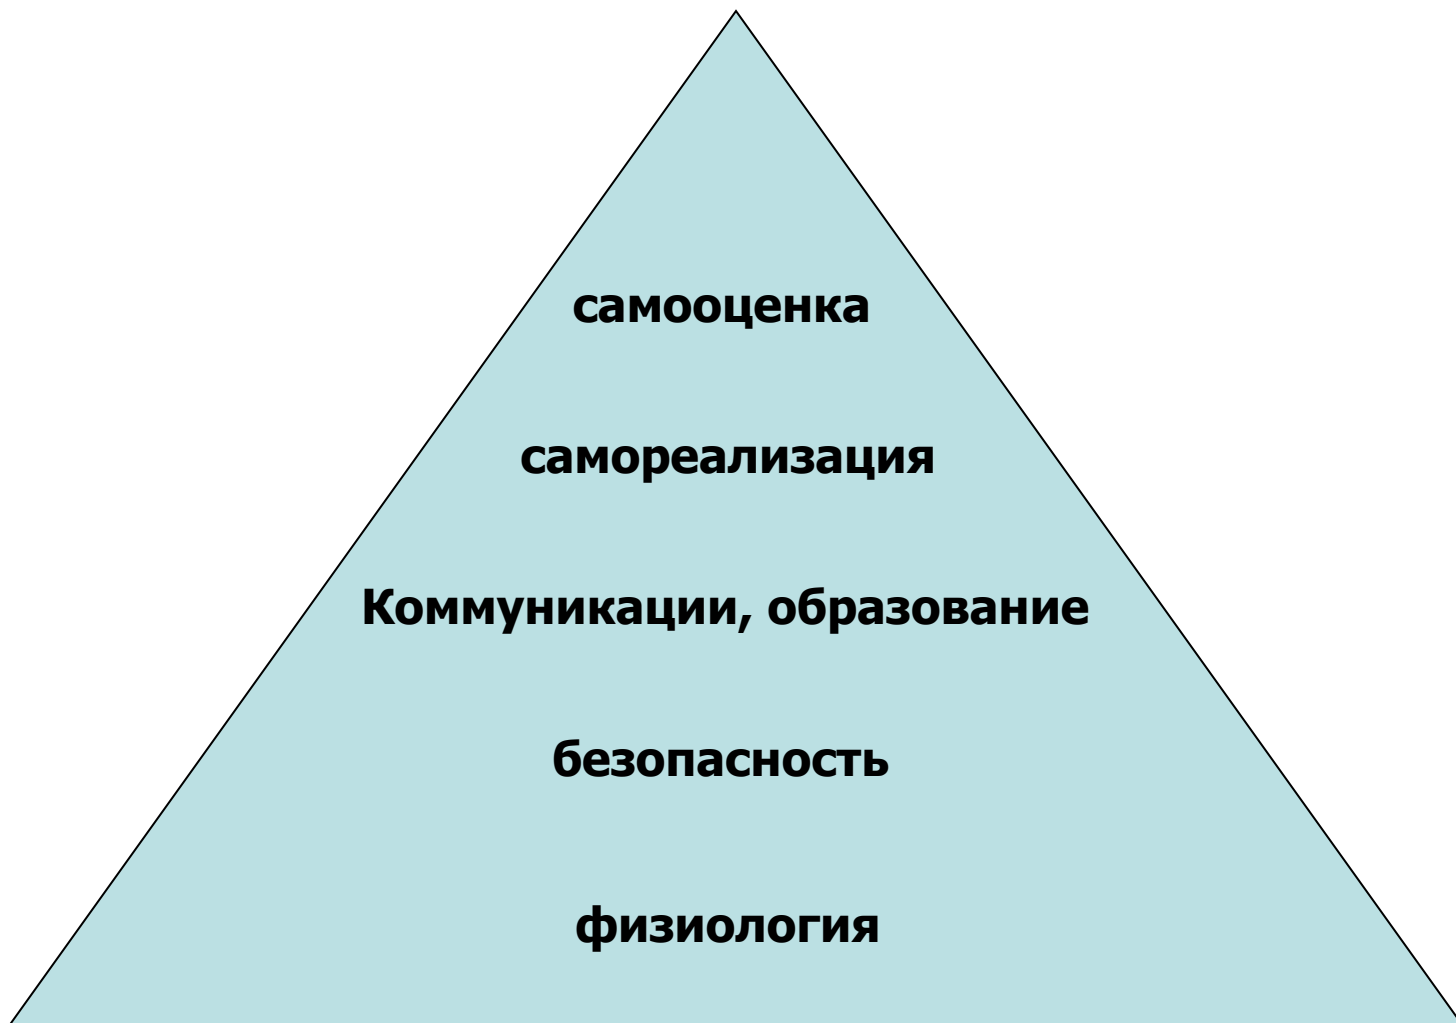 самооценка
самореализация
Коммуникации, образование
безопасность
физиология